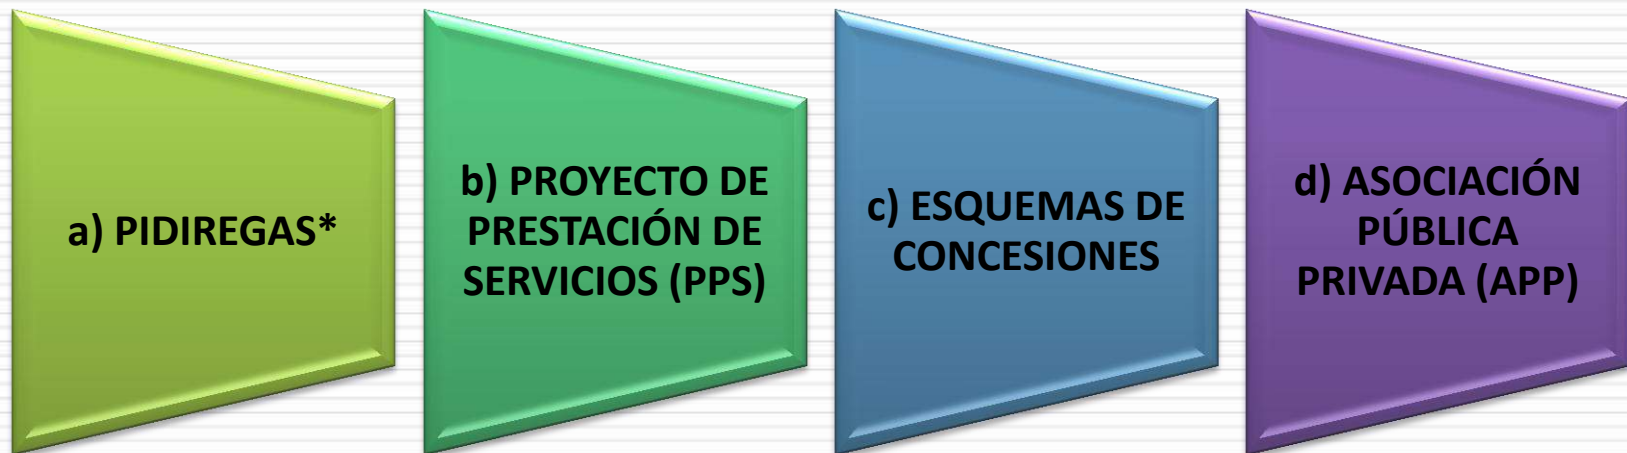 a) PIDIREGAS*
b) PROYECTO DE
PRESTACIÓN DE
SERVICIOS (PPS)
c) ESQUEMAS DE
CONCESIONES
d) ASOCIACIÓN
PÚBLICA
PRIVADA (APP)